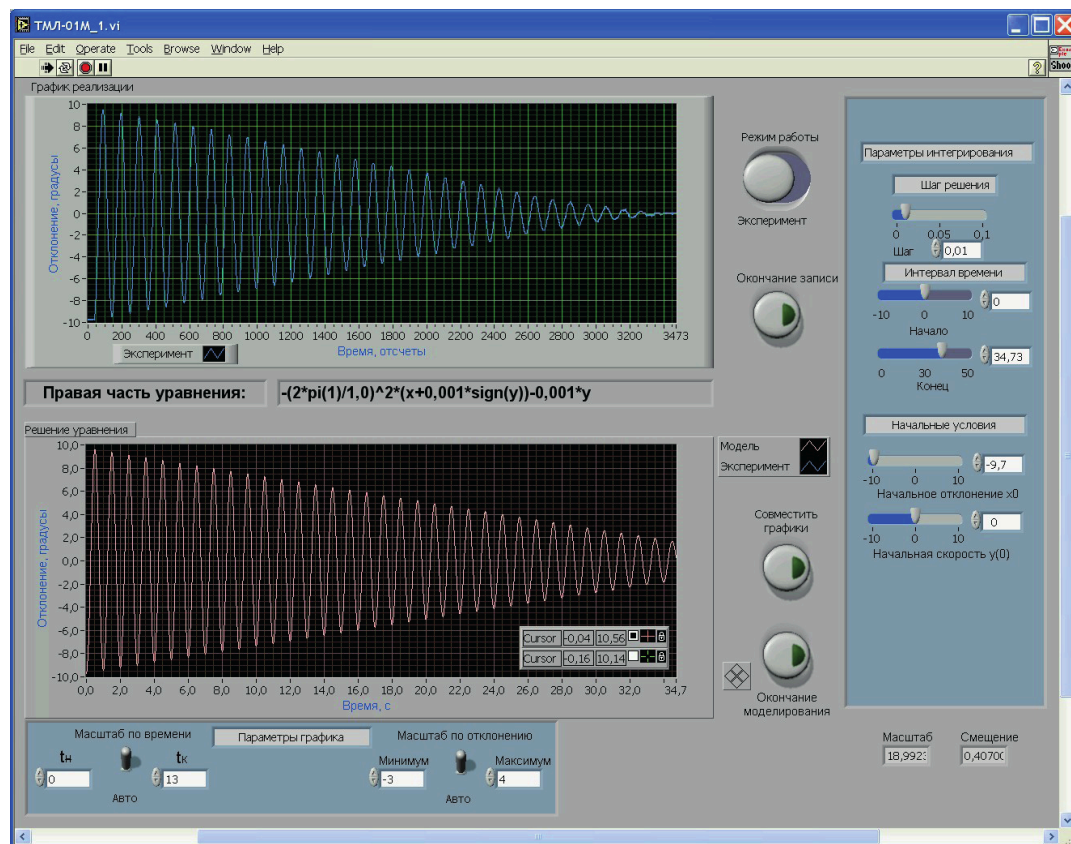 ТМЛ-01М_1.vi
File Edit Operate Tools Browse Window Help
График реализации
10
8
6
4
2
0
-2
-4
-6
-8
-10
Отклонение, градусы
0 200 400 600 800 1000 1200 1400 1600 1800 2000 2200 2400 2600 2800 3000 3200 3473
Эксперимент
Время, отсчеты
Режим работы
Эксперимент
Окончание записи
Правая часть уравнения:
-(2*pi(1)/1,0)^2*(x+0,001*sign(y))-0,001*y
Решение уравнения
10,0
8,0
6,0
4,0
2,0
0,0
-2,0
-4,0
-6,0
-8,0
-10,0
Отклонение, градусы
Cursor -0,04 10,56
Cursor -0,16 10,14
0,0 2,0 4,0 6,0 8,0 10,0 12,0 14,0 16,0 18,0 20,0 22,0 24,0 26,0 28,0 30,0 32,0 34,7
Время, с
Модель
Эксперимент
Совместить
графики
Окончание
моделирования
Параметры интегрирования
Шаг решения
0 0,05 0,1
Шаг 0,01
Интервал времени
0
-10 0 10
Начало
34,73
0 30 50
Конец
Начальные условия
-9,7
-10 0 10
Начальное отклонение x0
0
-10 0 10
Начальная скорость y(0)
Масштаб по времени
Параметры графика
Масштаб по отклонению
tн
tк
Минимум
Максимум
0
13
-3
4
Авто
Авто
Масштаб Смещение
18,992 0,4070